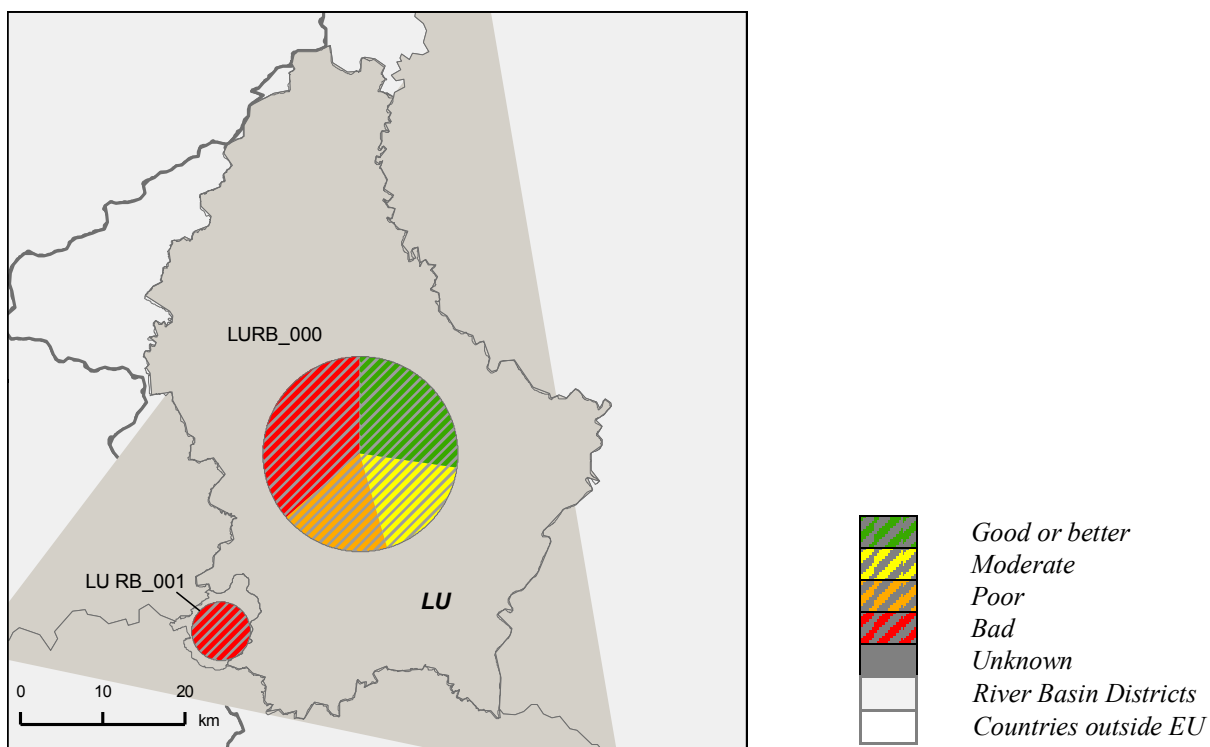 LURB_000
LU RB_001
LU
0 10 20
km
Good or better
Moderate
Poor
Bad
Unknown
River Basin Districts
Countries outside EU